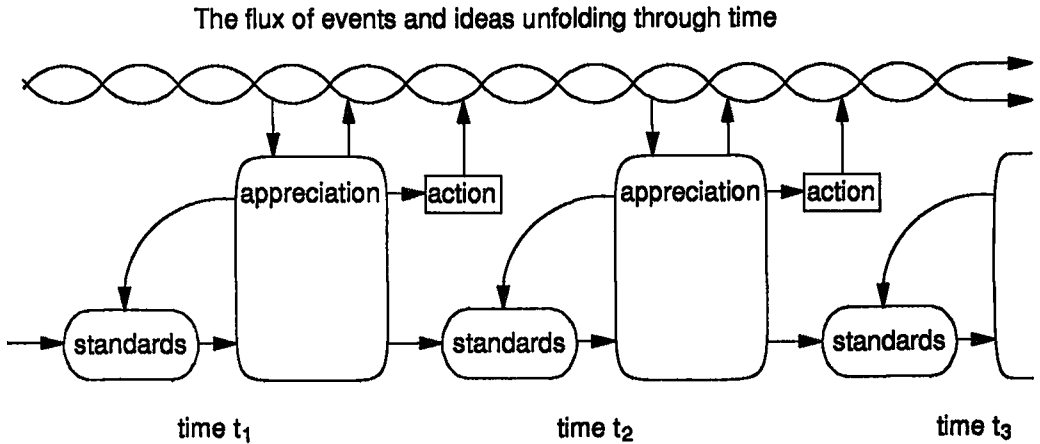 The flux of events and ideas unfolding through time
appreciation
action
appreciation
action
standards
standards
standards
time t₁
time t₂
time t₃